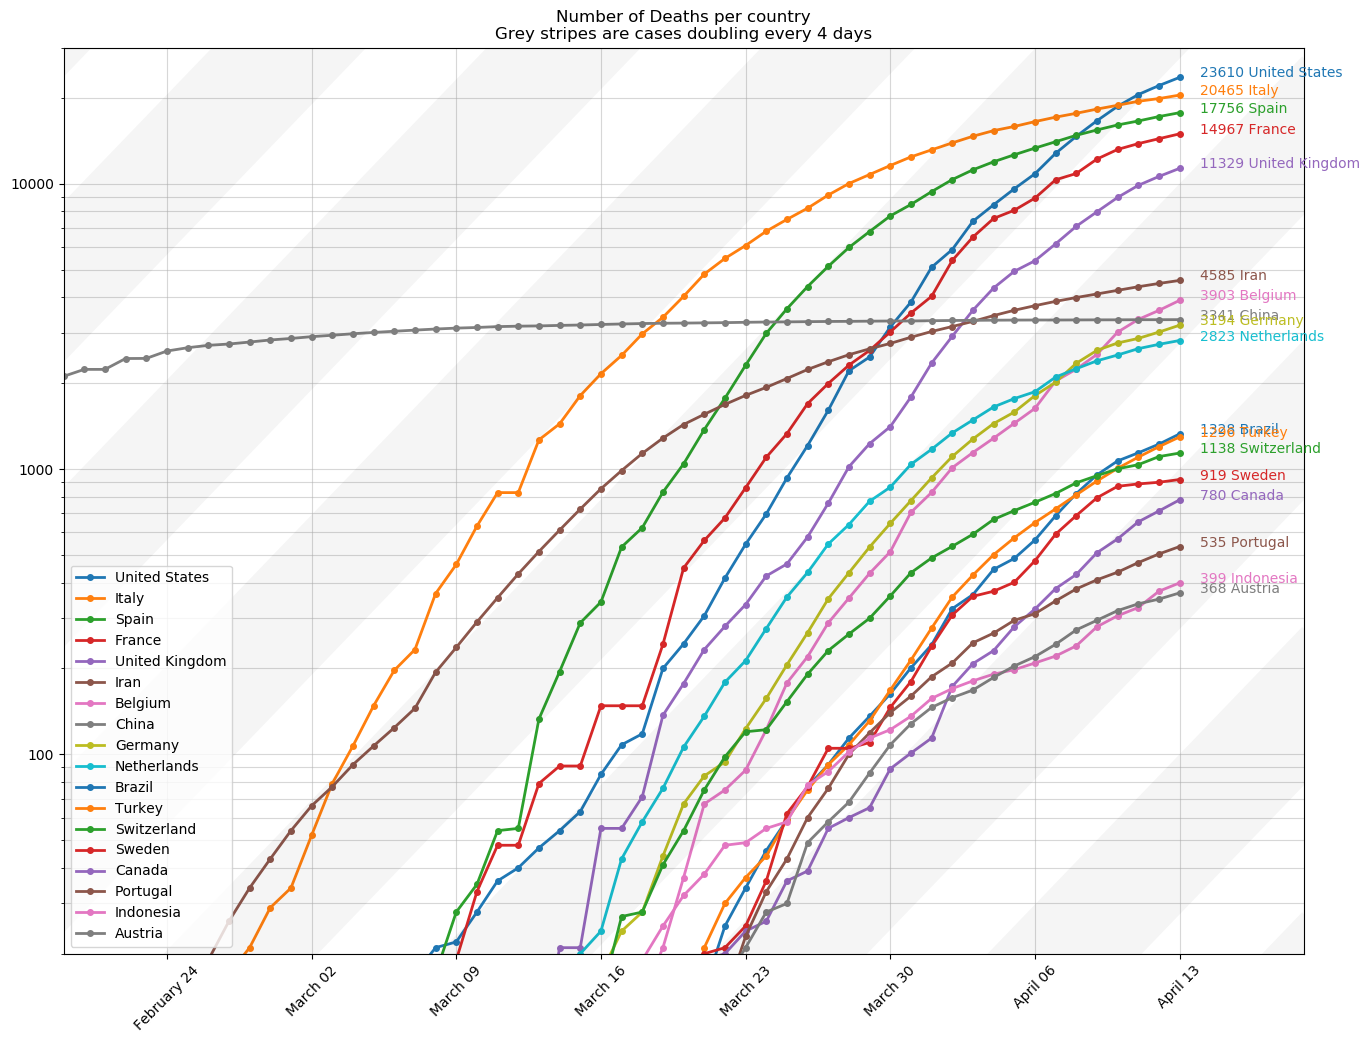 Number of Deaths per country
Grey stripes are cases doubling every 4 days
10000
1000
100
23610 United States
20465 Italy
17756 Spain
14967 France
11329 United Kingdom
4585 Iran
3903 Belgium
3341 China
3194 Germany
2823 Netherlands
1328 Brazil
1296 Turkey
1138 Switzerland
919 Sweden
780 Canada
535 Portugal
399 Indonesia
368 Austria
United States
Italy
Spain
France
United Kingdom
Iran
Belgium
China
Germany
Netherlands
Brazil
Turkey
Switzerland
Sweden
Canada
Portugal
Indonesia
Austria
February 24
March 02
March 09
March 16
March 23
March 30
April 06
April 13